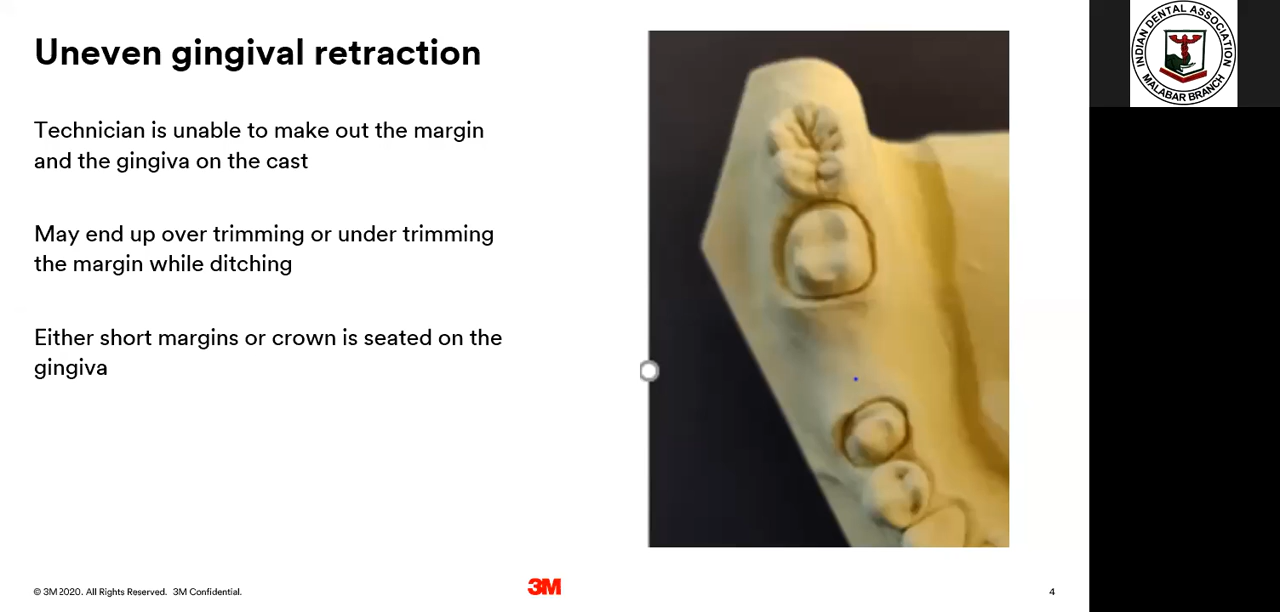 Uneven gingival retraction
Technician is unable to make out the margin
and the gingiva on the cast
May end up over trimming or under trimming
the margin while ditching
Either short margins or crown is seated on the
gingiva
© 3M 2020. All Rights Reserved. 3M Confidential.
3M
4
INDIAN DENTAL ASSOCIATION
MALABAR BRANCH